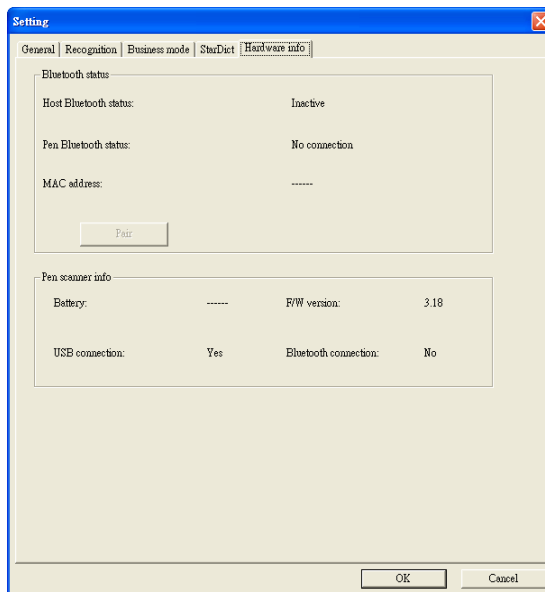 Setting
General Recognition Business mode StarDict Hardware info
Bluetooth status
Host Bluetooth status: Inactive
Pen Bluetooth status: No connection
MAC address: ------
Pair
Pen scanner info
Battery: ------ F/W version: 3.18
USB connection: Yes Bluetooth connection: No
OK Cancel